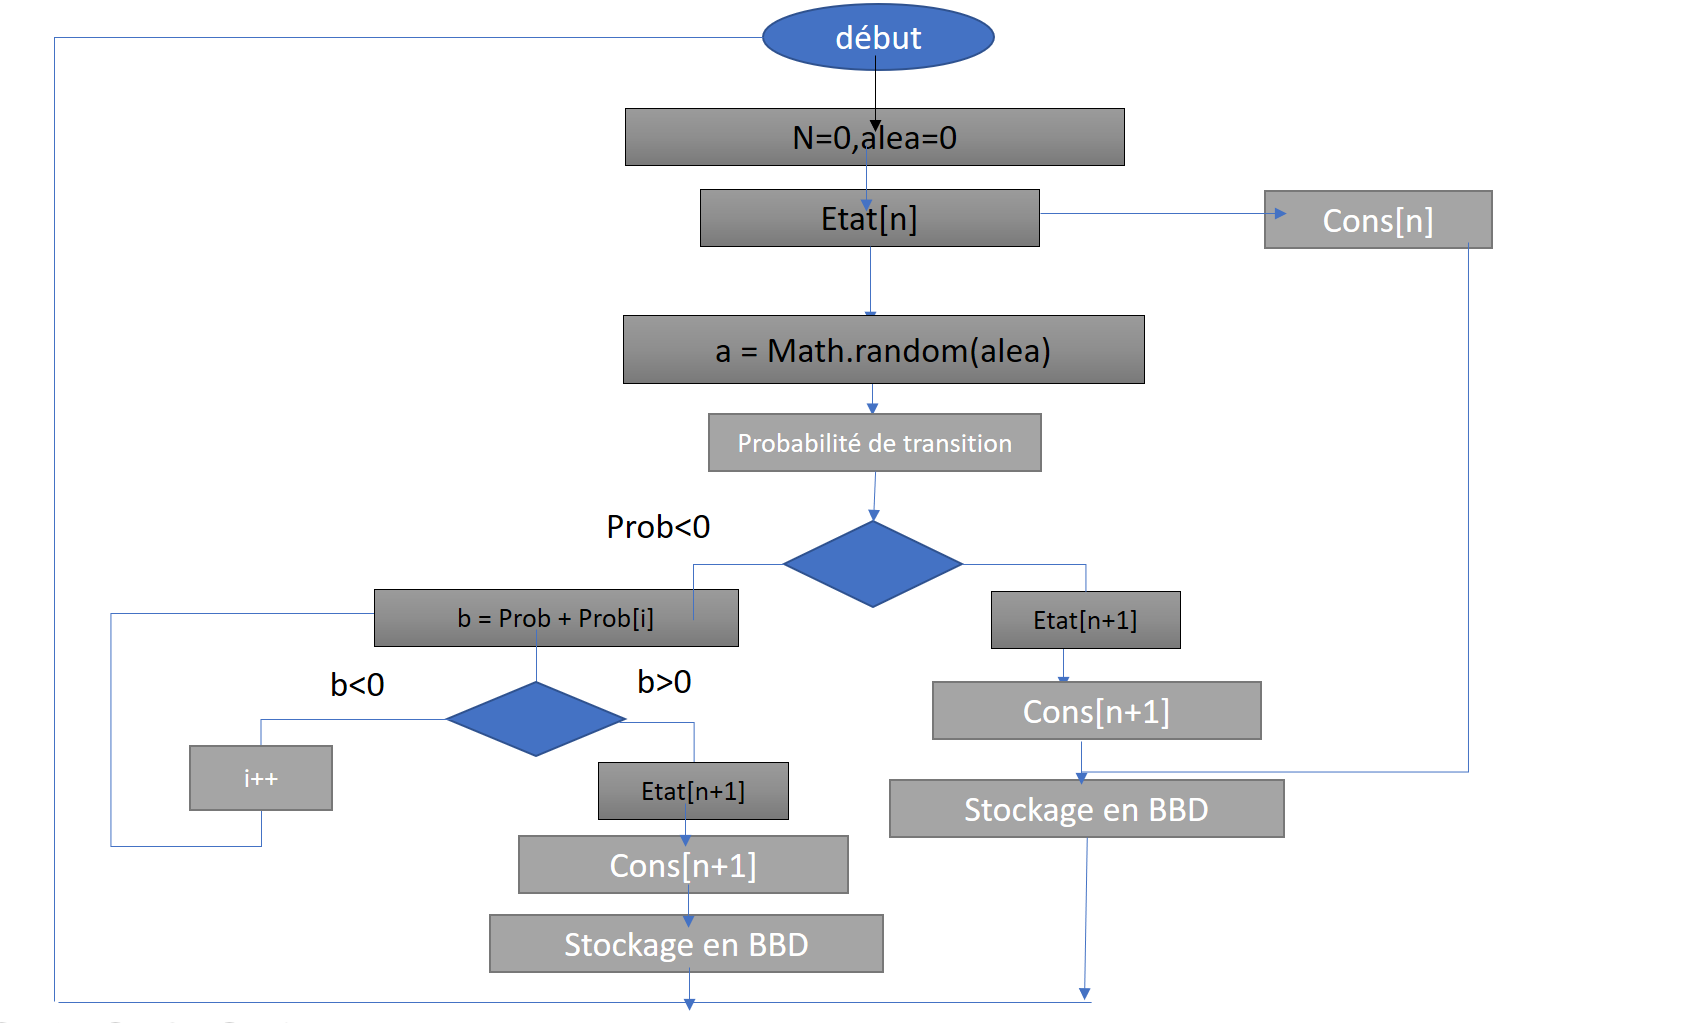 début
N=0,alea=0
Etat[n]
Cons[n]
a = Math.random(alea)
Probabilité de transition
Prob<0
b = Prob + Prob[i]
Etat[n+1]
b<0
b>0
Cons[n+1]
i++
Etat[n+1]
Stockage en BBD
Cons[n+1]
Stockage en BBD